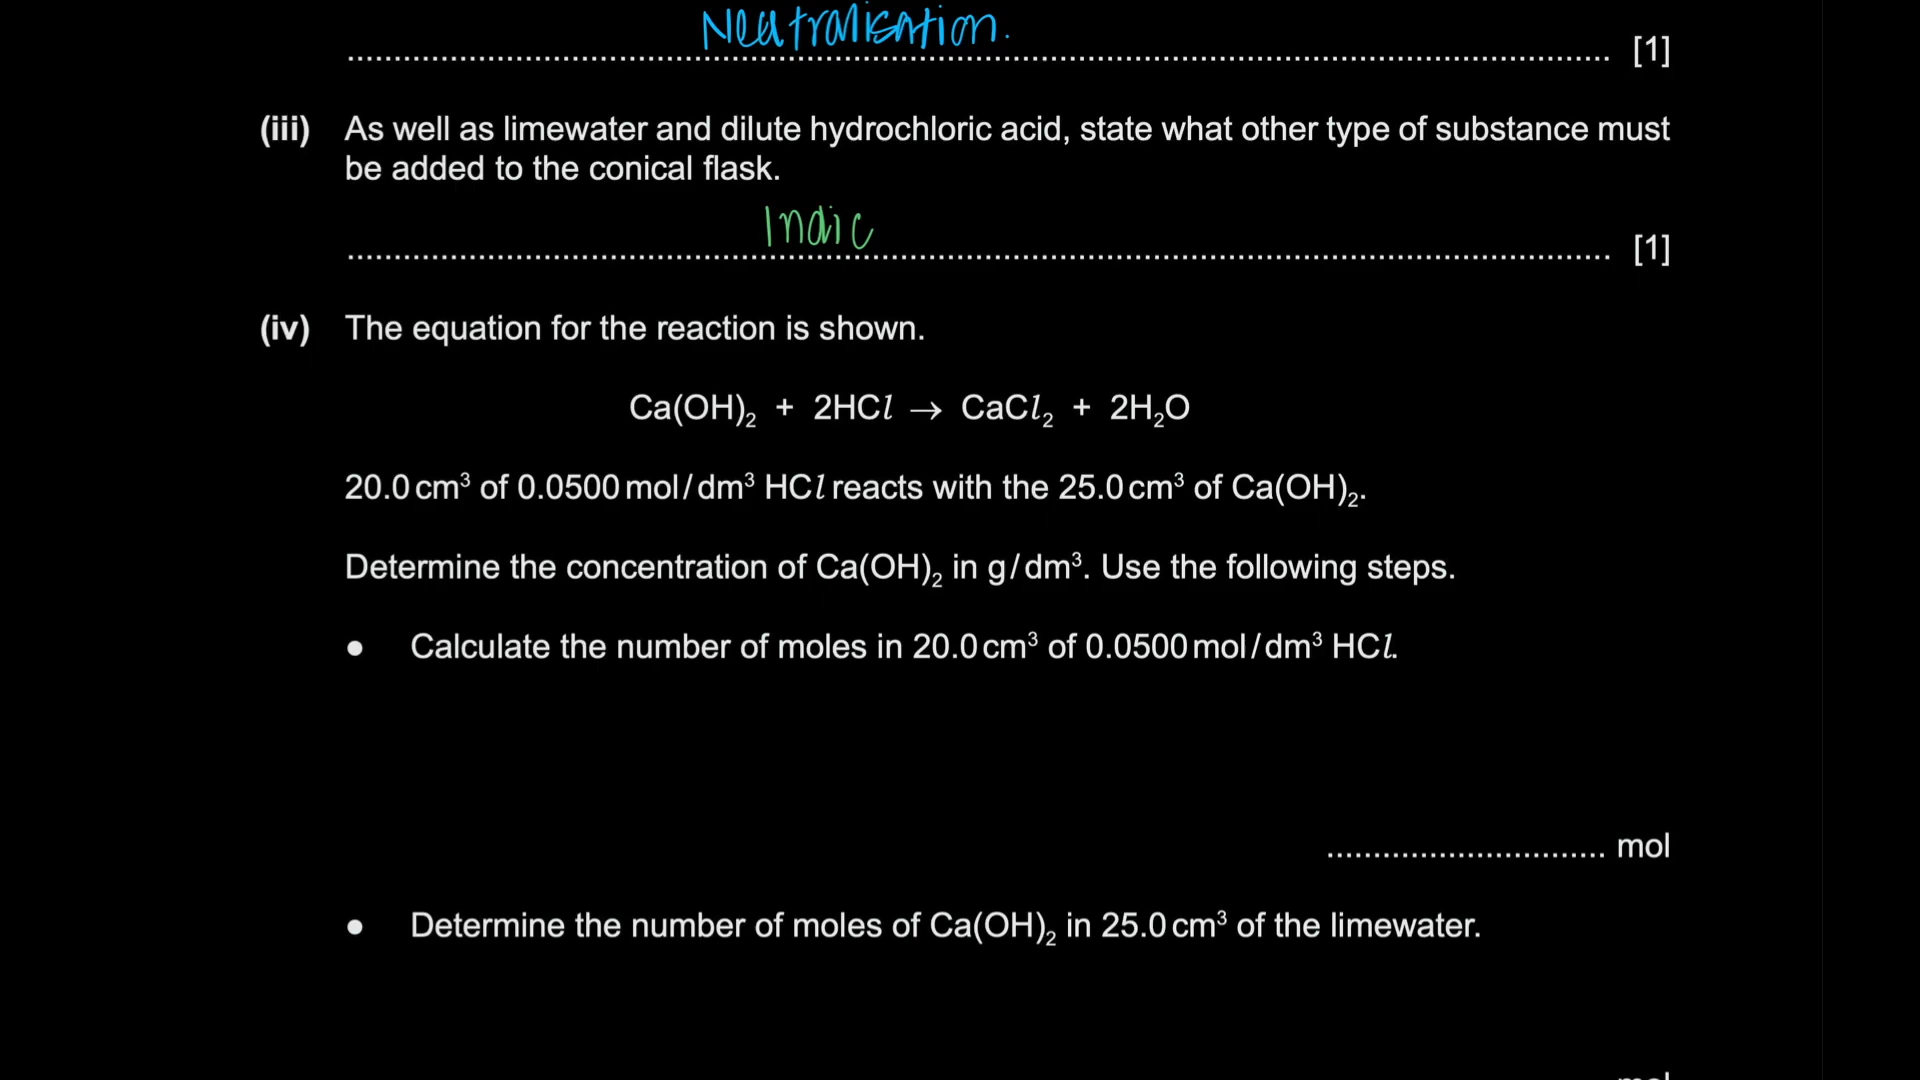 Neutralisation.
[1]
(iii) As well as limewater and dilute hydrochloric acid, state what other type of substance must
be added to the conical flask.
Indic
[1]
(iv) The equation for the reaction is shown.
Ca(OH)₂ + 2HCl → CaCl₂ + 2H₂O
20.0 cm³ of 0.0500 mol/dm³ HCl reacts with the 25.0 cm³ of Ca(OH)₂.
Determine the concentration of Ca(OH)₂ in g/dm³. Use the following steps.
• Calculate the number of moles in 20.0 cm³ of 0.0500 mol/dm³ HCl.
mol
• Determine the number of moles of Ca(OH)₂ in 25.0 cm³ of the limewater.